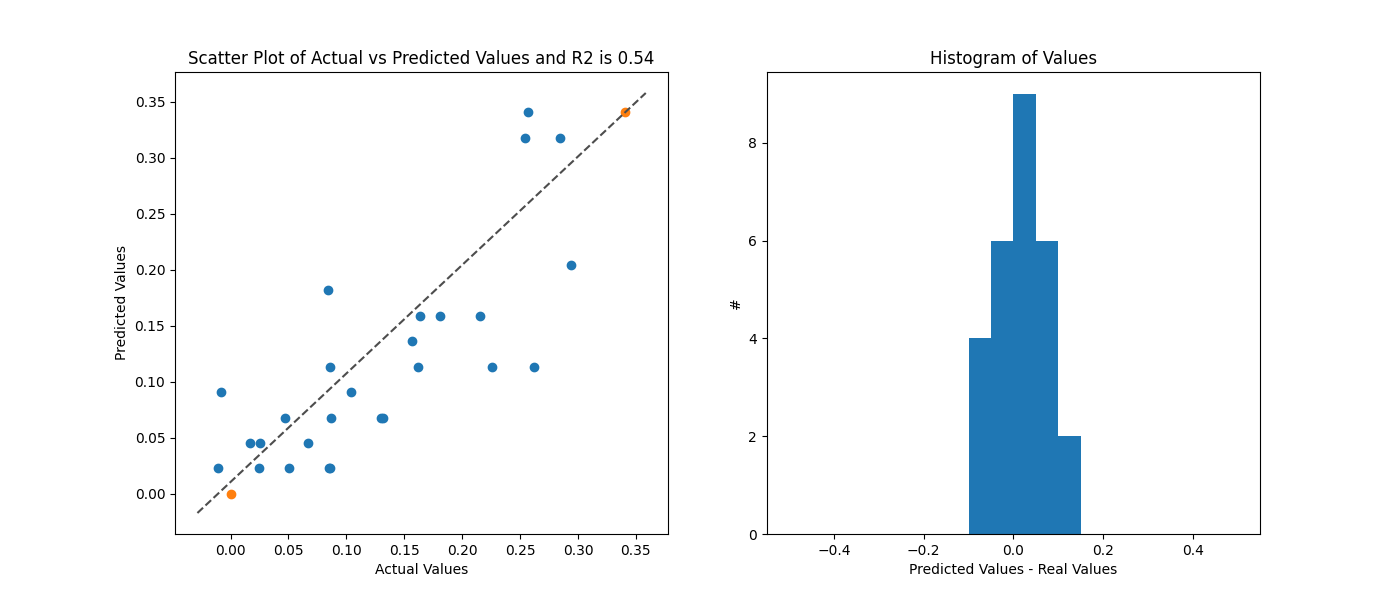 Scatter Plot of Actual vs Predicted Values and R2 is 0.54
Predicted Values
0.35
0.30
0.25
0.20
0.15
0.10
0.05
0.00
0.00 0.05 0.10 0.15 0.20 0.25 0.30 0.35
Actual Values
Histogram of Values
#
8
6
4
2
0
−0.4 −0.2 0.0 0.2 0.4
Predicted Values - Real Values